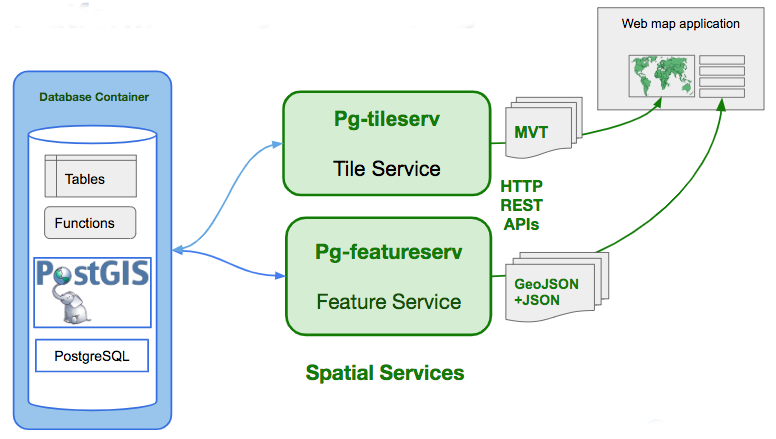 Web map application
Database Container
Tables
Functions
PostGIS
PostgreSQL
Pg-tileserv
Tile Service
MVT
HTTP
REST
APIs
Pg-featureserv
Feature Service
GeoJSON
+JSON
Spatial Services